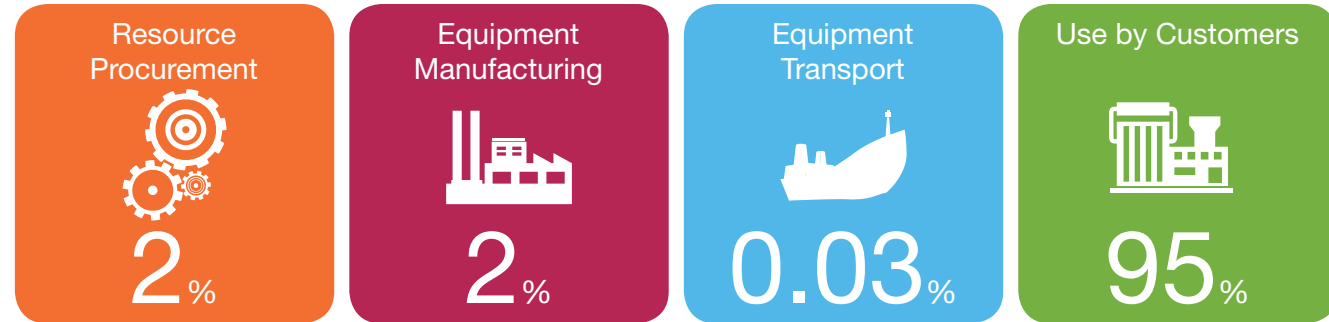 Resource
Procurement
2%
Equipment
Manufacturing
2%
Equipment
Transport
0.03%
Use by Customers
95%